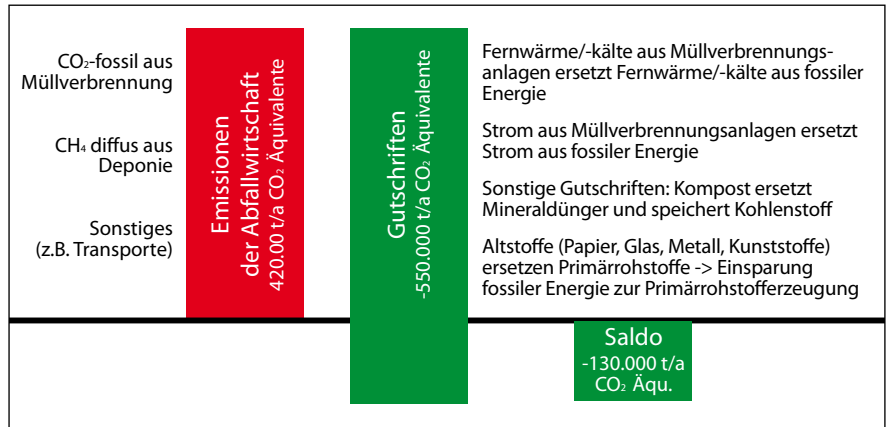 CO₂-fossil aus
Müllverbrennung
CH₄ diffus aus
Deponie
Sonstiges
(z.B. Transporte)
Emissionen
der Abfallwirtschaft
420.00 t/a CO₂ Äquivalente
Gutschriften
-550.000 t/a CO₂ Äquivalente
Fernwärme/-kälte aus Müllverbrennungs-
anlagen ersetzt Fernwärme/-kälte aus fossiler
Energie
Strom aus Müllverbrennungsanlagen ersetzt
Strom aus fossiler Energie
Sonstige Gutschriften: Kompost ersetzt
Mineraldünger und speichert Kohlenstoff
Altstoffe (Papier, Glas, Metall, Kunststoffe)
ersetzen Primärrohstoffe -> Einsparung
fossiler Energie zur Primärrohstofferzeugung
Saldo
-130.000 t/a
CO₂ Äqu.